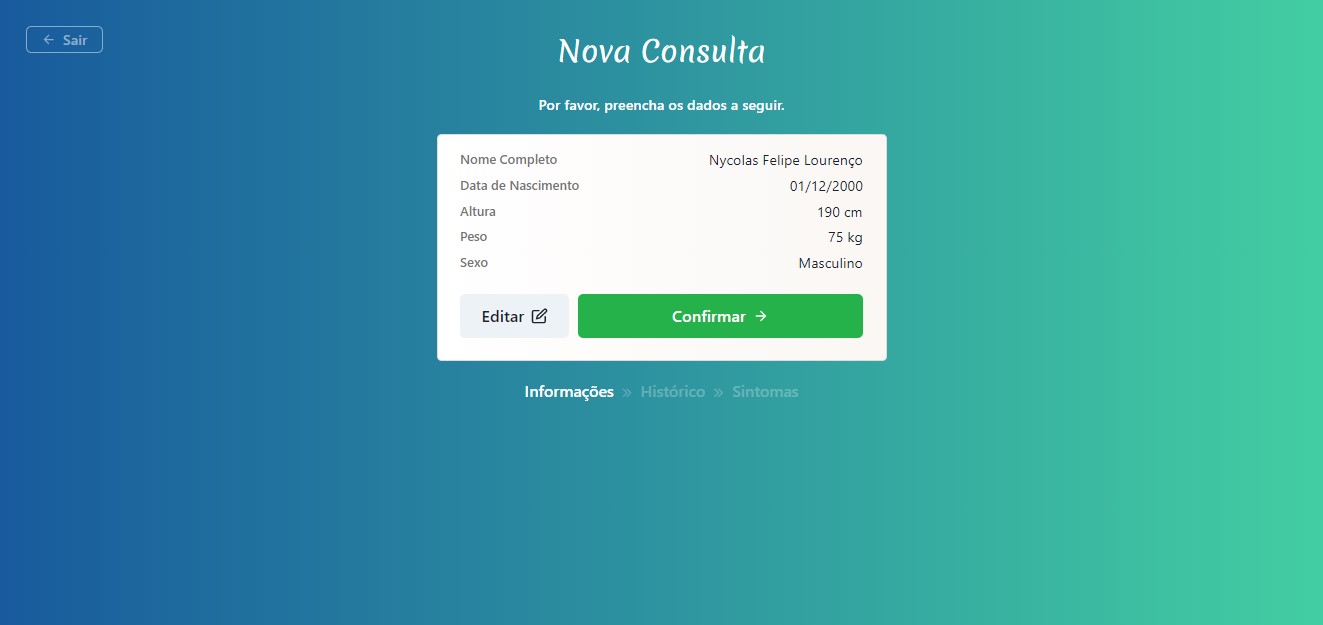 Sair
Nova Consulta
Por favor, preencha os dados a seguir.
Nome Completo Nycolas Felipe Lourenço
Data de Nascimento 01/12/2000
Altura 190 cm
Peso 75 kg
Sexo Masculino
Editar Confirmar
Informações » Histórico » Sintomas